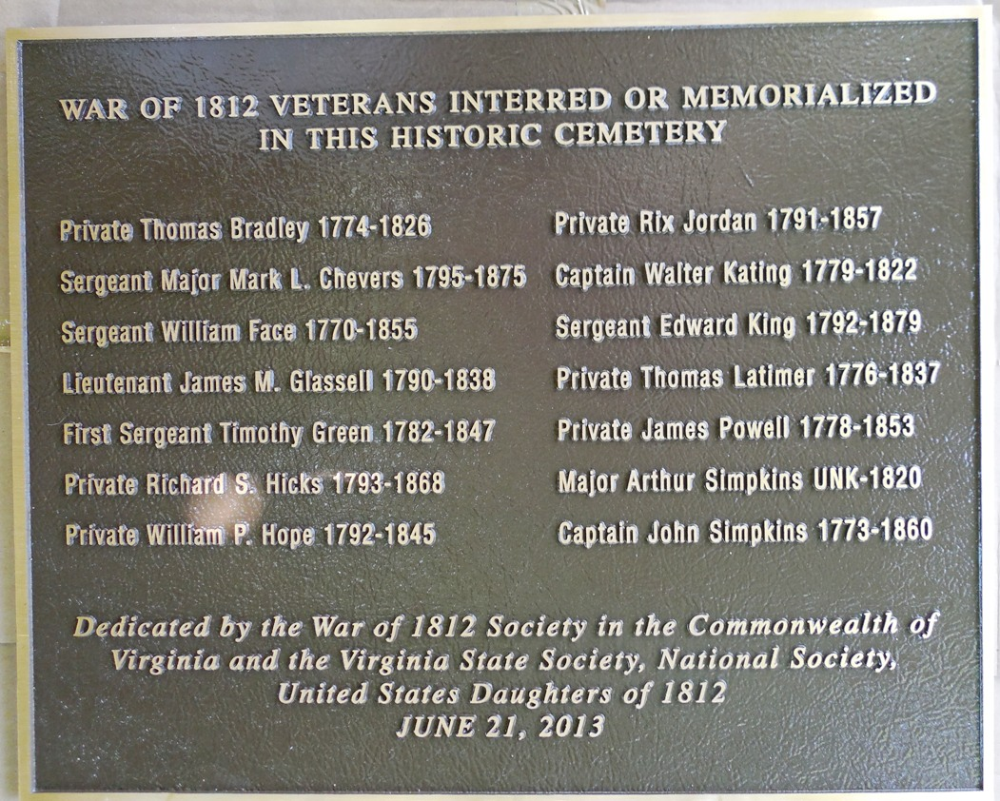 WAR OF 1812 VETERANS INTERRED OR MEMORIALIZED
IN THIS HISTORIC CEMETERY
Private Thomas Bradley 1774-1826
Sergeant Major Mark L. Chevers 1795-1875
Sergeant William Face 1770-1855
Lieutenant James M. Glassell 1790-1838
First Sergeant Timothy Green 1782-1847
Private Richard S. Hicks 1793-1868
Private William P. Hope 1792-1845
Private Rix Jordan 1791-1857
Captain Walter Kating 1779-1822
Sergeant Edward King 1792-1879
Private Thomas Latimer 1776-1837
Private James Powell 1778-1853
Major Arthur Simpkins UNK-1820
Captain John Simpkins 1773-1860
Dedicated by the War of 1812 Society in the Commonwealth of
Virginia and the Virginia State Society, National Society,
United States Daughters of 1812
JUNE 21, 2013